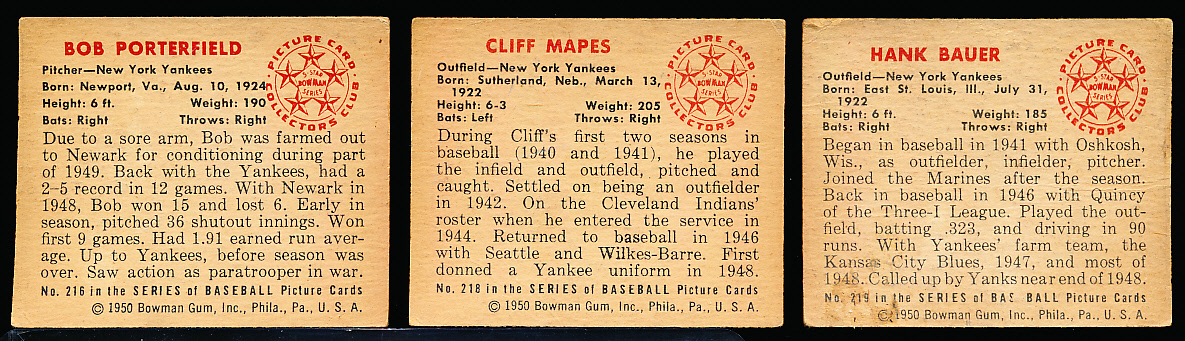 BOB PORTERFIELD
Pitcher—New York Yankees
Born: Newport, Va., Aug. 10, 1924
Height: 6 ft. Weight: 190
Bats: Right Throws: Right
PICTURE CARD
COLLECTORS CLUB
5-STAR
BOWMAN
SERIES
Due to a sore arm, Bob was farmed out
to Newark for conditioning during part
of 1949. Back with the Yankees, had a
2-5 record in 12 games. With Newark in
1948, Bob won 15 and lost 6. Early in
season, pitched 36 shutout innings. Won
first 9 games. Had 1.91 earned run aver-
age. Up to Yankees, before season was
over. Saw action as paratrooper in war.
No. 216 in the SERIES of BASEBALL Picture Cards
© 1950 Bowman Gum, Inc., Phila., Pa., U. S. A.
CLIFF MAPES
Outfield—New York Yankees
Born: Sutherland, Neb., March 13,
1922
Height: 6-3 Weight: 205
Bats: Left Throws: Right
PICTURE CARD
COLLECTORS CLUB
5-STAR
BOWMAN
SERIES
During Cliff's first two seasons in
baseball (1940 and 1941), he played
the infield and outfield, pitched and
caught. Settled on being an outfielder
in 1942. On the Cleveland Indians'
roster when he entered the service in
1944. Returned to baseball in 1946
with Seattle and Wilkes-Barre. First
donned a Yankee uniform in 1948.
No. 218 in the SERIES of BASEBALL Picture Cards
© 1950 Bowman Gum, Inc., Phila., Pa., U. S. A.
HANK BAUER
Outfield—New York Yankees
Born: East St. Louis, Ill., July 31,
1922
Height: 6 ft. Weight: 185
Bats: Right Throws: Right
PICTURE CARD
COLLECTORS CLUB
5-STAR
BOWMAN
SERIES
Began in baseball in 1941 with Oshkosh,
Wis., as outfielder, infielder, pitcher.
Joined the Marines after the season.
Back in baseball in 1946 with Quincy
of the Three-I League. Played the out-
field, batting .323, and driving in 90
runs. With Yankees' farm team, the
Kansas City Blues, 1947, and most of
1948. Called up by Yanks near end of 1948.
No. 219 in the SERIES of BASEBALL Picture Cards
© 1950 Bowman Gum, Inc., Phila., Pa., U. S. A.